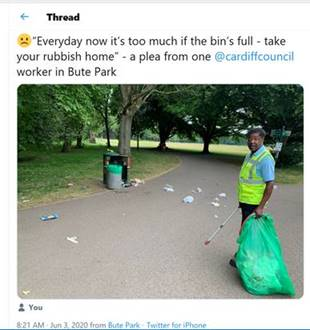 ← Thread
🙁"Everyday now it's too much if the bin's full - take
your rubbish home" - a plea from one @cardiffcouncil
worker in Bute Park
You
8:21 AM · Jun 3, 2020 from Bute Park · Twitter for iPhone